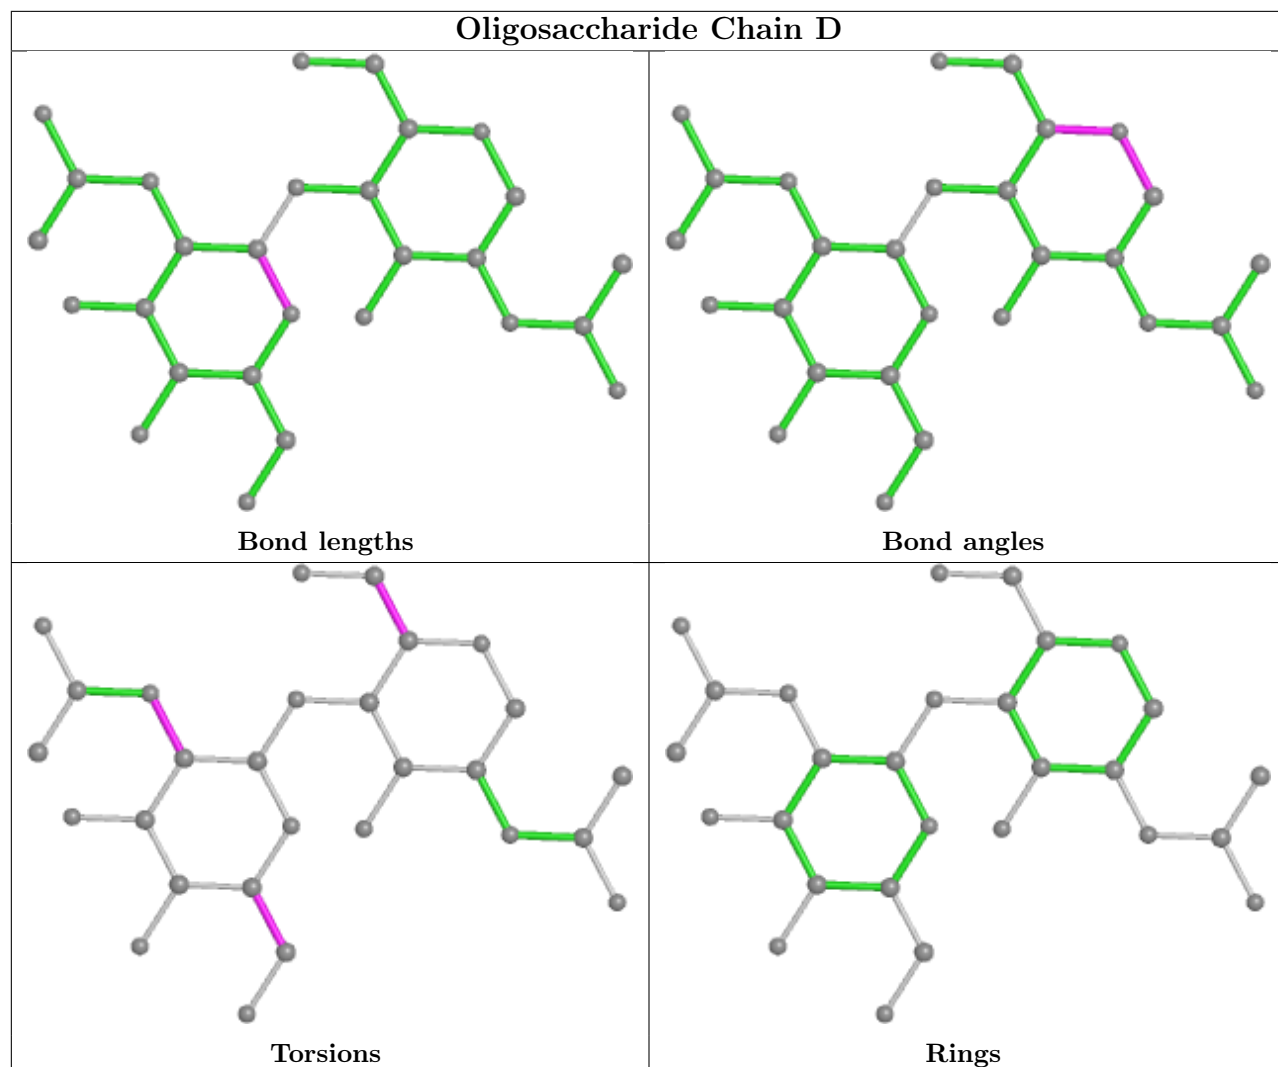 Oligosaccharide Chain D
Bond lengths
Bond angles
Torsions
Rings